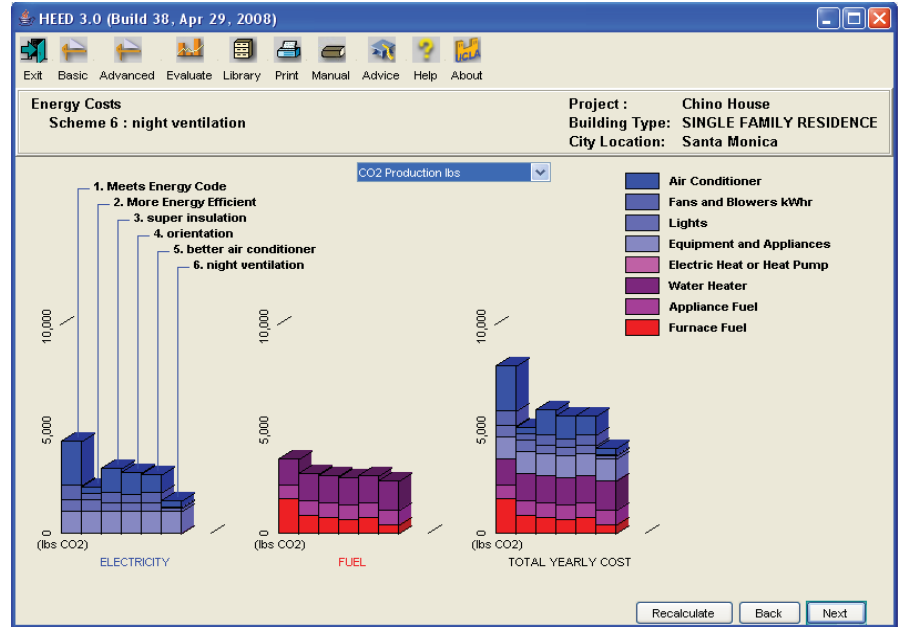 HEED 3.0 (Build 38, Apr 29, 2008)
Exit Basic Advanced Evaluate Library Print Manual Advice Help About
UCLA
Energy Costs
Scheme 6 : night ventilation
Project : Chino House
Building Type: SINGLE FAMILY RESIDENCE
City Location: Santa Monica
CO2 Production lbs
1. Meets Energy Code
2. More Energy Efficient
3. super insulation
4. orientation
5. better air conditioner
6. night ventilation
Air Conditioner
Fans and Blowers kWhr
Lights
Equipment and Appliances
Electric Heat or Heat Pump
Water Heater
Appliance Fuel
Furnace Fuel
10,000
5,000
0
(lbs CO2)
ELECTRICITY
10,000
5,000
0
(lbs CO2)
FUEL
10,000
5,000
0
(lbs CO2)
TOTAL YEARLY COST
Recalculate Back Next